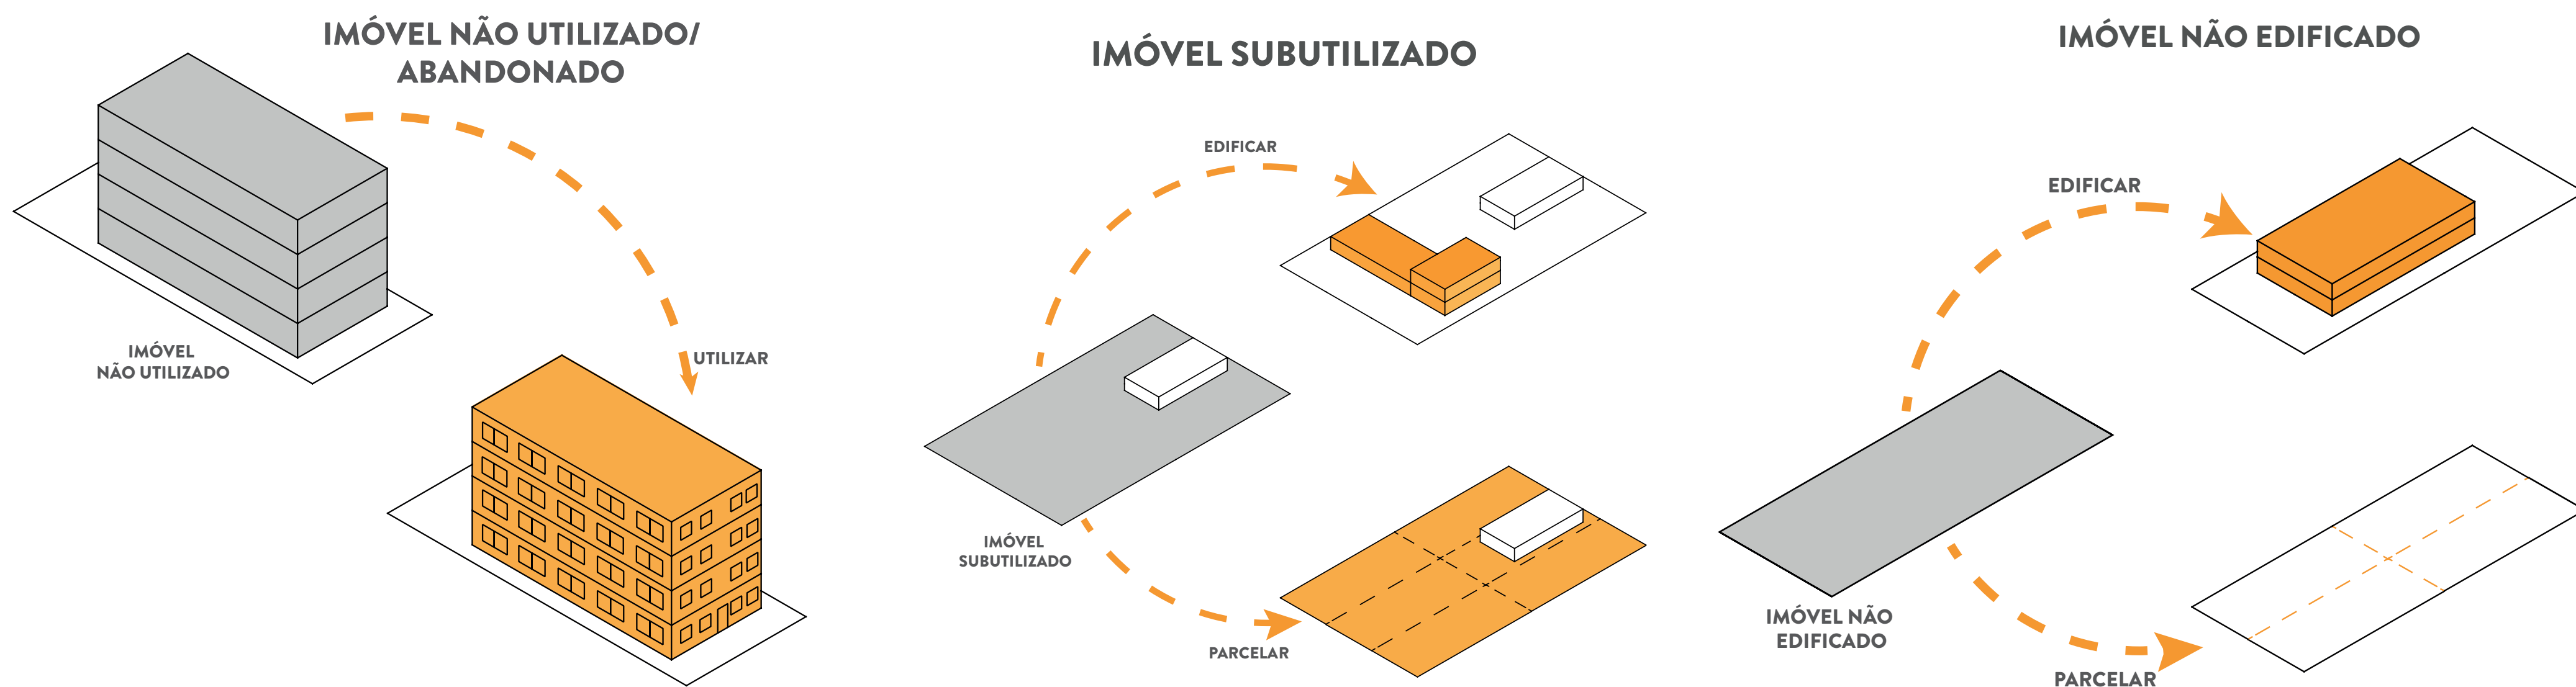 IMÓVEL NÃO UTILIZADO/
ABANDONADO
IMÓVEL
NÃO UTILIZADO
UTILIZAR
IMÓVEL SUBUTILIZADO
EDIFICAR
IMÓVEL
SUBUTILIZADO
PARCELAR
IMÓVEL NÃO EDIFICADO
EDIFICAR
IMÓVEL NÃO
EDIFICADO
PARCELAR